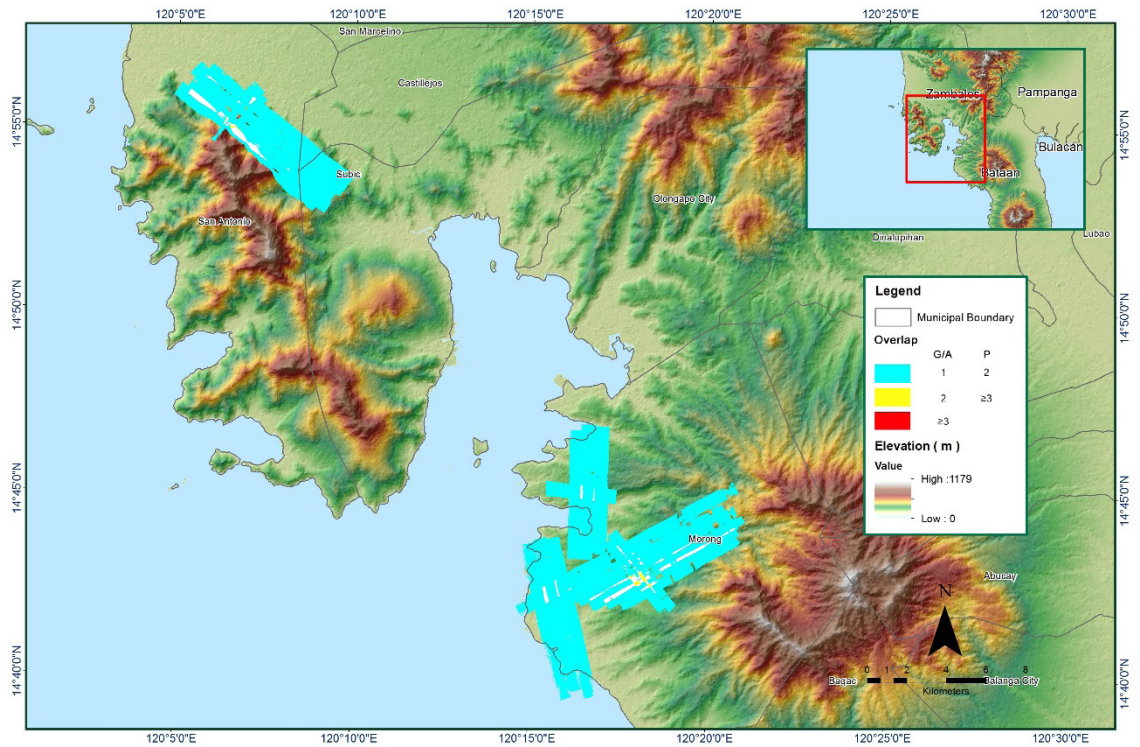 120°5'0"E 120°10'0"E 120°15'0"E 120°20'0"E 120°25'0"E 120°30'0"E
San Marcelino
Castillejos
Zambales
Pampanga
Bulacan
Bataan
14°55'0"N
14°55'0"N
Subic
San Antonio
Olongapo City
Dinalupihan
Lubao
14°50'0"N
14°50'0"N
Legend
Municipal Boundary
Overlap
G/A P
1 2
2 ≥3
≥3
Elevation ( m )
Value
High :1179
Low : 0
14°45'0"N
14°45'0"N
Morong
Abucay
N
14°40'0"N
14°40'0"N
0 1 2 4 6 8
Kilometers
Bagac
Balanga City
120°5'0"E 120°10'0"E 120°15'0"E 120°20'0"E 120°25'0"E 120°30'0"E